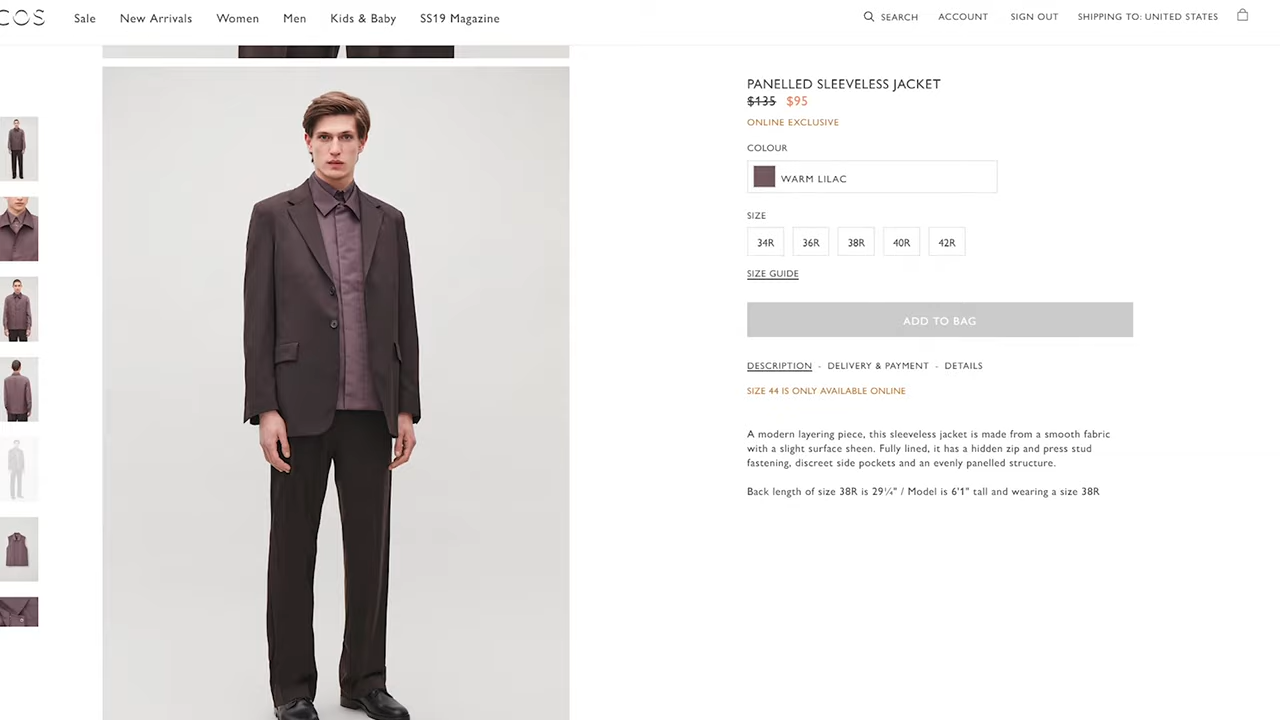 COS
Sale New Arrivals Women Men Kids & Baby SS19 Magazine
SEARCH ACCOUNT SIGN OUT SHIPPING TO: UNITED STATES
PANELLED SLEEVELESS JACKET
$135 $95
ONLINE EXCLUSIVE
COLOUR
WARM LILAC
SIZE
34R 36R 38R 40R 42R
SIZE GUIDE
ADD TO BAG
DESCRIPTION - DELIVERY & PAYMENT - DETAILS
SIZE 44 IS ONLY AVAILABLE ONLINE
A modern layering piece, this sleeveless jacket is made from a smooth fabric
with a slight surface sheen. Fully lined, it has a hidden zip and press stud
fastening, discreet side pockets and an evenly panelled structure.
Back length of size 38R is 29¼" / Model is 6'1" tall and wearing a size 38R